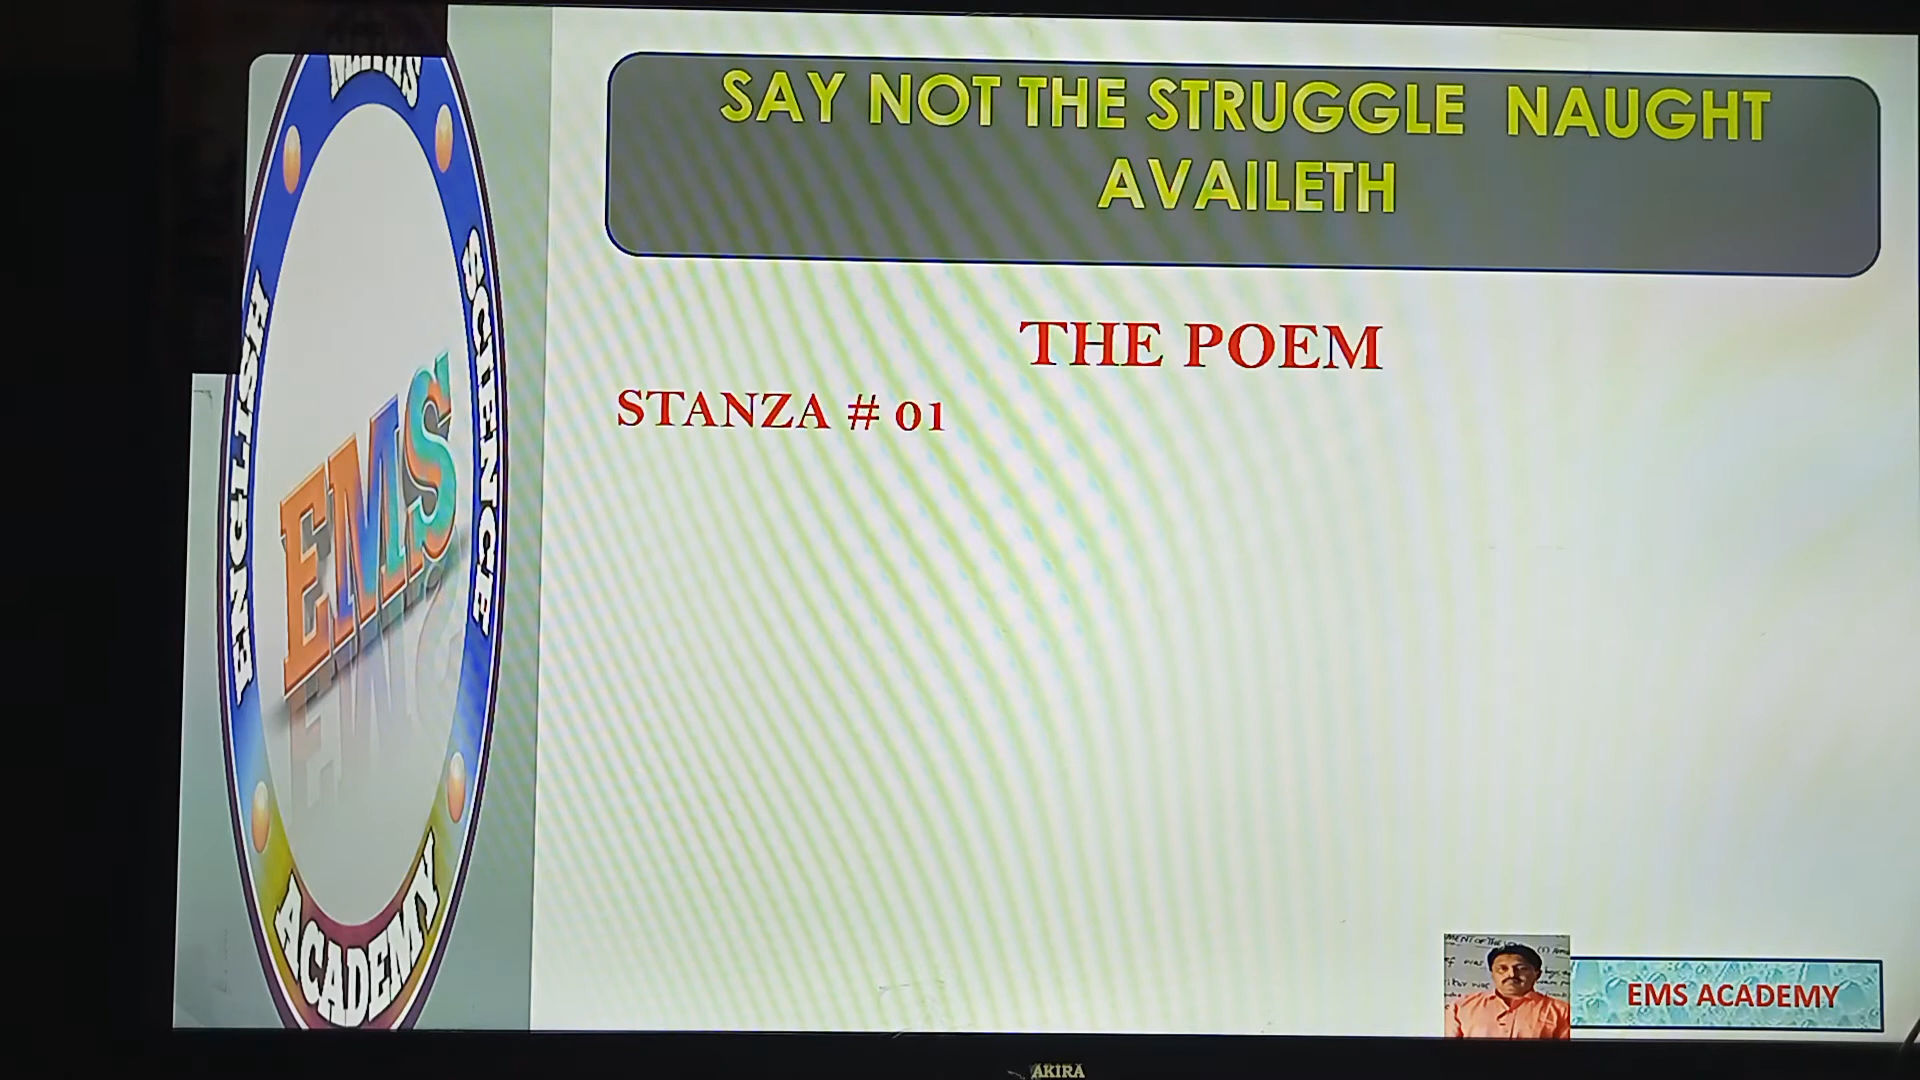 SAY NOT THE STRUGGLE NAUGHT
AVAILETH
THE POEM
STANZA # 01
ENGLISH
SCIENCE
EMS
ACADEMY
EMS ACADEMY
AKIRA